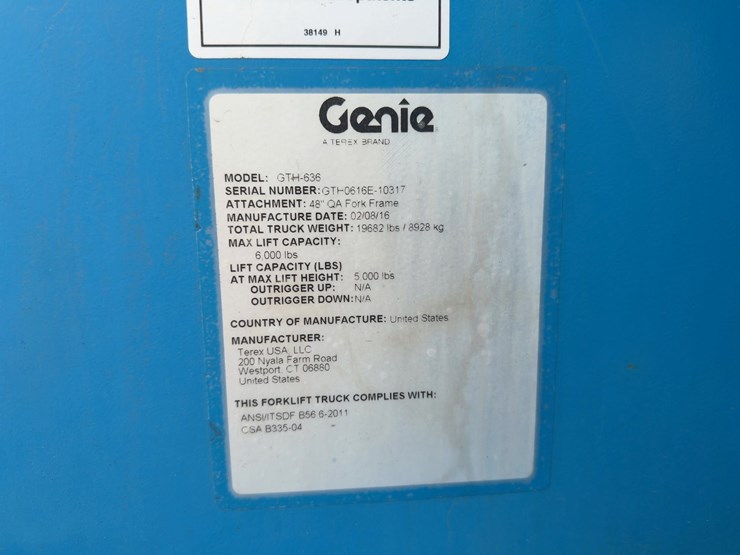 38149 H
Genie
A TEREX BRAND
MODEL: GTH-636
SERIAL NUMBER: GTH0616E-10317
ATTACHMENT: 48" QA Fork Frame
MANUFACTURE DATE: 02/08/16
TOTAL TRUCK WEIGHT: 19682 lbs / 8928 kg
MAX LIFT CAPACITY:
6,000 lbs
LIFT CAPACITY (LBS)
AT MAX LIFT HEIGHT: 5,000 lbs
OUTRIGGER UP: N/A
OUTRIGGER DOWN: N/A
COUNTRY OF MANUFACTURE: United States
MANUFACTURER:
Terex USA, LLC
200 Nyala Farm Road
Westport, CT 06880
United States
THIS FORKLIFT TRUCK COMPLIES WITH:
ANSI/ITSDF B56.6-2011
CSA B335-04